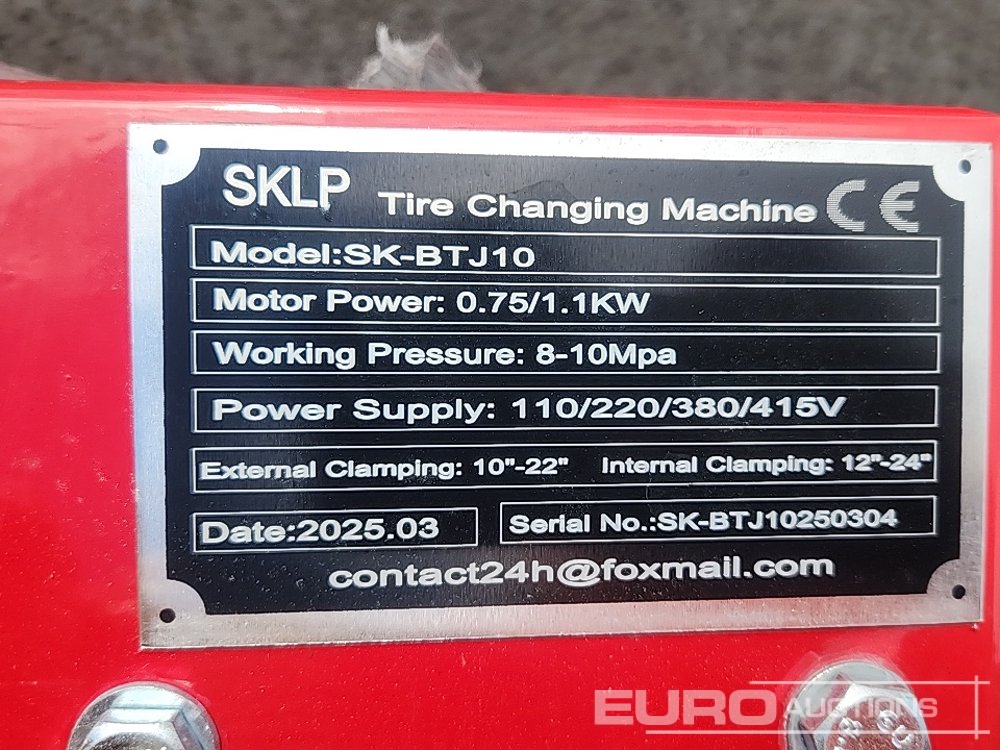 SKLP Tire Changing Machine CE
Model:SK-BTJ10
Motor Power: 0.75/1.1KW
Working Pressure: 8-10Mpa
Power Supply: 110/220/380/415V
External Clamping: 10"-22" Internal Clamping: 12"-24"
Date:2025.03 Serial No.:SK-BTJ10250304
contact24h@foxmail.com
EURO AUCTIONS